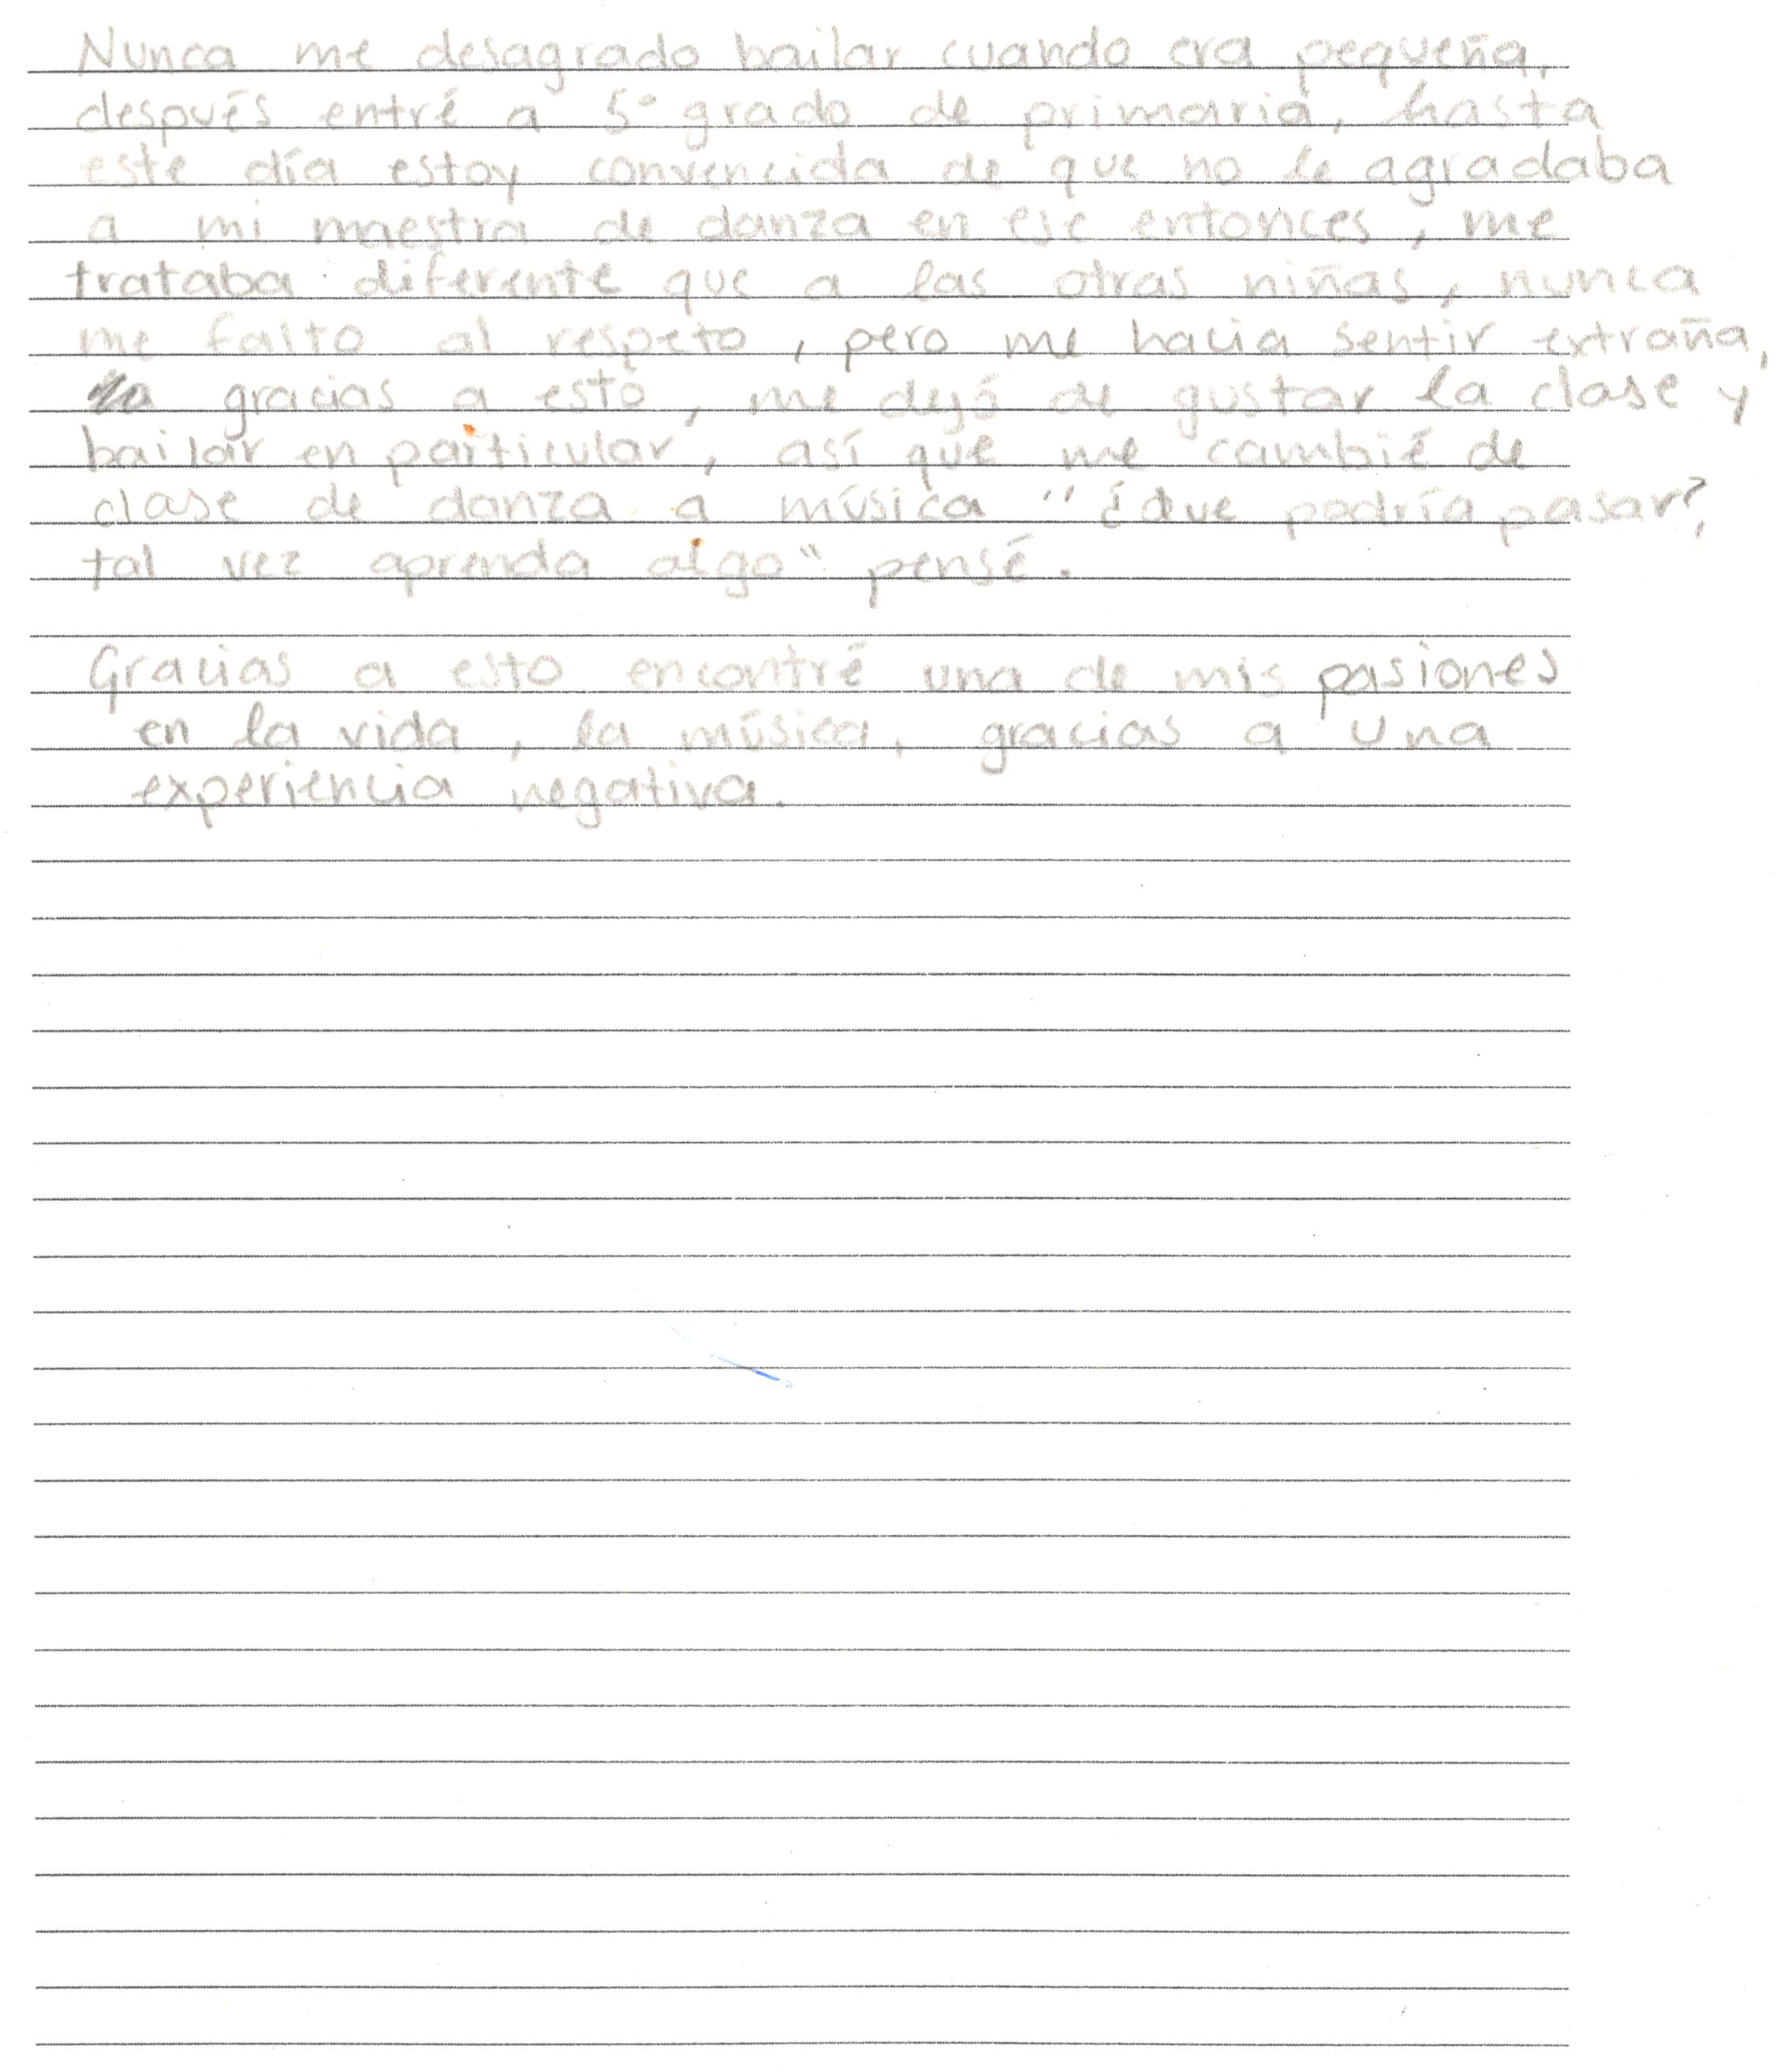 Nunca me desagrado bailar cuando era pequeña,
después entré a 5° grado de primaria, hasta
este día estoy convencida de que no le agradaba
a mi maestra de danza en ese entonces, me
trataba diferente que a las otras niñas, nunca
me falto al respeto, pero me hacia sentir extraña,
gracias a esto, me dejó de gustar la clase y
bailar en particular, así que me cambié de
clase de danza a música "¿Que podría pasar?,
tal vez aprenda algo" pensé.
Gracias a esto encontré una de mis pasiones
en la vida, la música, gracias a una
experiencia negativa.